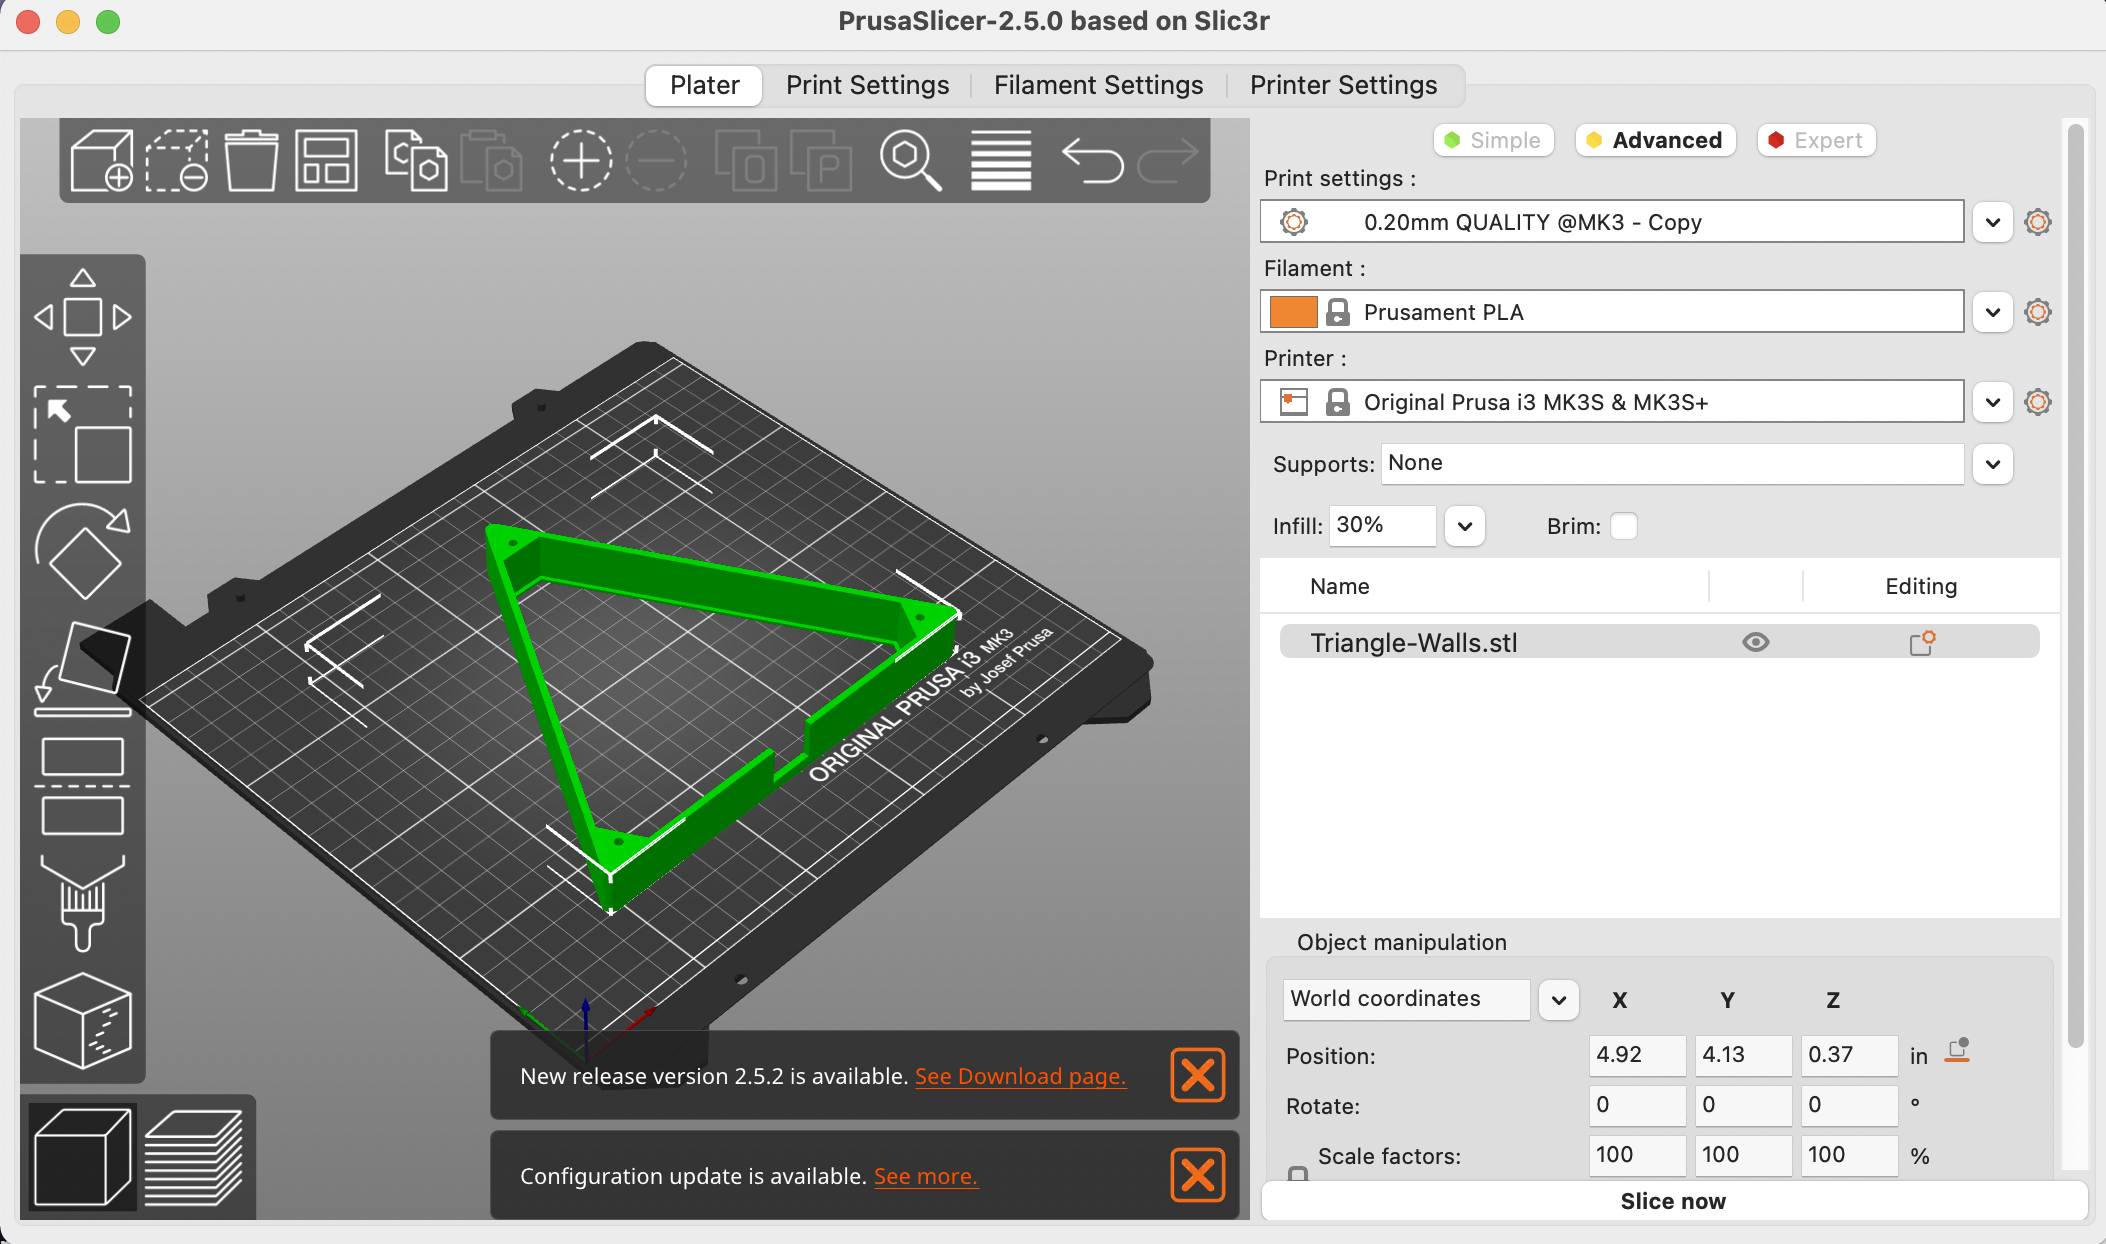 PrusaSlicer-2.5.0 based on Slic3r
Plater
Print Settings
Filament Settings
Printer Settings
Simple
Advanced
Expert
Print settings :
0.20mm QUALITY @MK3 - Copy
Filament :
Prusament PLA
Printer :
Original Prusa i3 MK3S & MK3S+
Supports: None
Infill: 30%
Brim:
Name
Editing
Triangle-Walls.stl
ORIGINAL PRUSA i3 MK3
by Josef Prusa
Object manipulation
World coordinates
X
Y
Z
Position: 4.92 4.13 0.37 in
Rotate: 0 0 0 °
Scale factors: 100 100 100 %
Slice now
New release version 2.5.2 is available. See Download page.
Configuration update is available. See more.